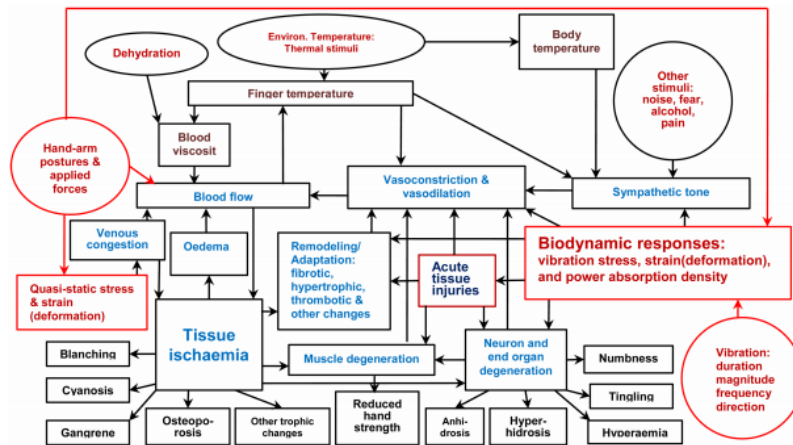 Dehydration
Environ. Temperature:
Thermal stimuli
Body
temperature
Other
stimuli:
noise, fear,
alcohol,
pain
Finger temperature
Blood
viscosit
Hand-arm
postures &
applied
forces
Blood flow
Vasoconstriction &
vasodilation
Sympathetic tone
Venous
congestion
Oedema
Remodeling/
Adaptation:
fibrotic,
hypertrophic,
thrombotic &
other changes
Acute
tissue
injuries
Biodynamic responses:
vibration stress, strain(deformation),
and power absorption density
Quasi-static stress
& strain
(deformation)
Tissue
ischaemia
Muscle degeneration
Neuron and
end organ
degeneration
Vibration:
duration
magnitude
frequency
direction
Blanching
Cyanosis
Gangrene
Osteopo-
rosis
Other trophic
changes
Reduced
hand
strength
Anhi-
drosis
Hyper-
hidrosis
Numbness
Tingling
Hyperaemia